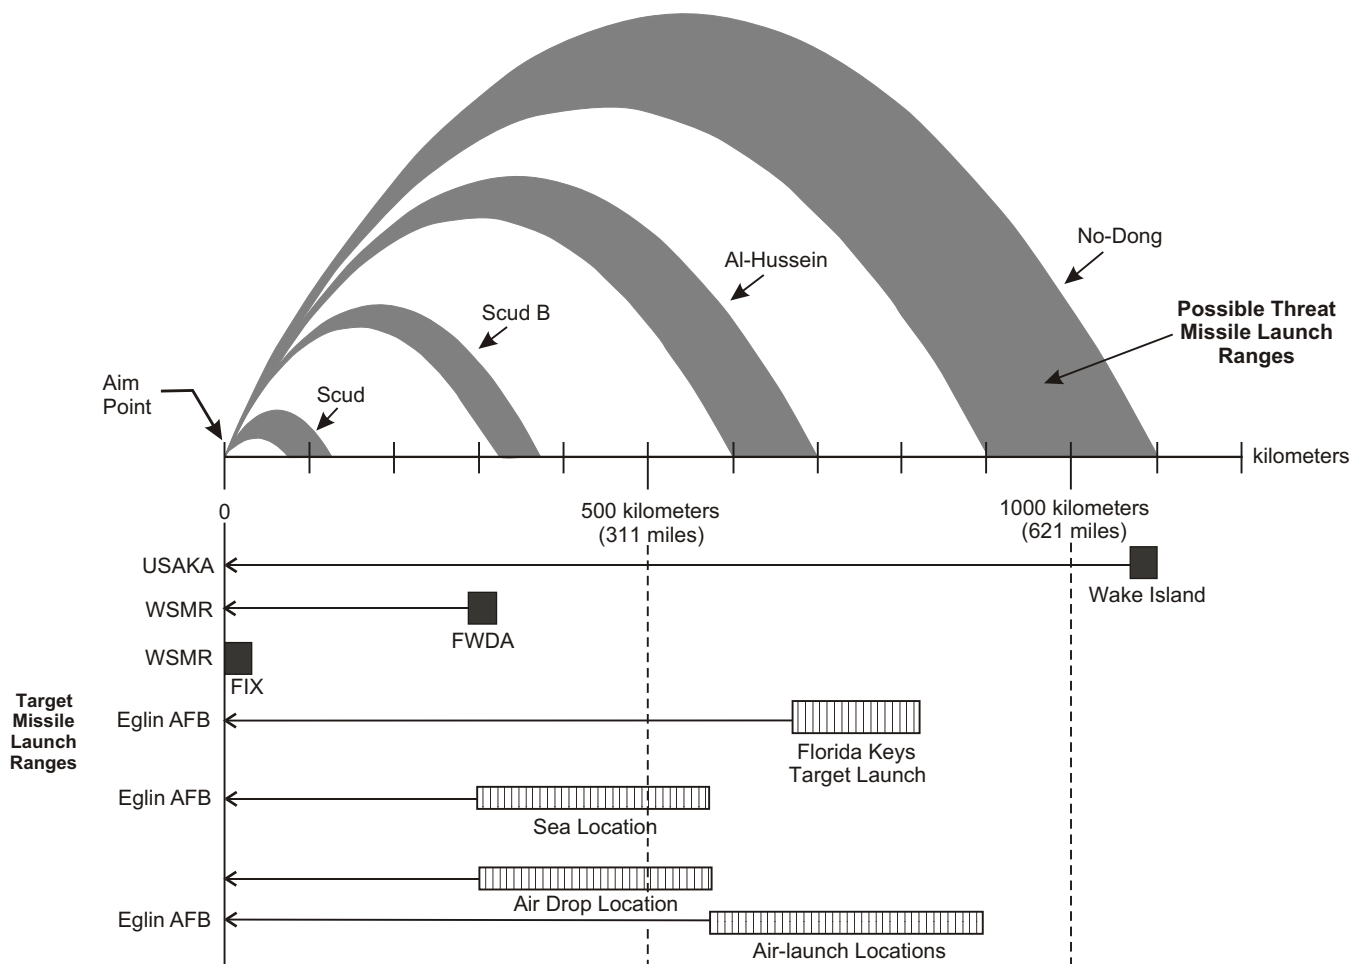 No-Dong
Al-Hussein
Possible Threat
Missile Launch
Ranges
Scud B
Aim
Point
Scud
kilometers
0
500 kilometers
(311 miles)
1000 kilometers
(621 miles)
USAKA
Wake Island
WSMR
FWDA
WSMR
FIX
Target
Missile
Launch
Ranges
Eglin AFB
Florida Keys
Target Launch
Eglin AFB
Sea Location
Air Drop Location
Eglin AFB
Air-launch Locations